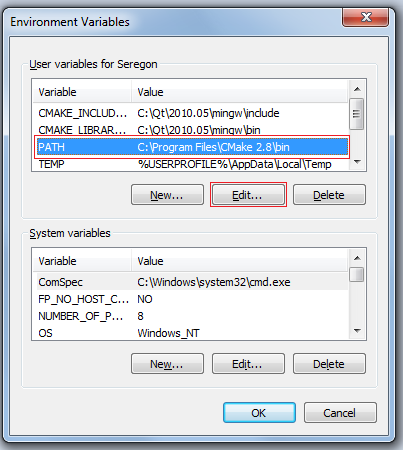 Environment Variables
User variables for Seregon
Variable Value
CMAKE_INCLUD... C:\Qt\2010.05\mingw\include
CMAKE_LIBRAR... C:\Qt\2010.05\mingw\bin
PATH C:\Program Files\CMake 2.8\bin
TEMP %USERPROFILE%\AppData\Local\Temp
New... Edit... Delete
System variables
Variable Value
ComSpec C:\Windows\system32\cmd.exe
FP_NO_HOST_C... NO
NUMBER_OF_P... 8
OS Windows_NT
New... Edit... Delete
OK Cancel